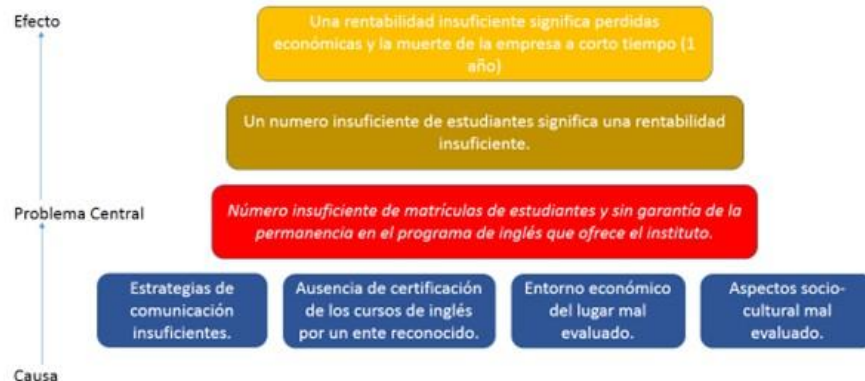 Efecto
Una rentabilidad insuficiente significa perdidas
económicas y la muerte de la empresa a corto tiempo (1
año)
Un numero insuficiente de estudiantes significa una rentabilidad
insuficiente.
Problema Central
Número insuficiente de matrículas de estudiantes y sin garantía de la
permanencia en el programa de inglés que ofrece el instituto.
Estrategias de
comunicación
insuficientes.
Ausencia de certificación
de los cursos de inglés
por un ente reconocido.
Entorno económico
del lugar mal
evaluado.
Aspectos socio-
cultural mal
evaluado.
Causa